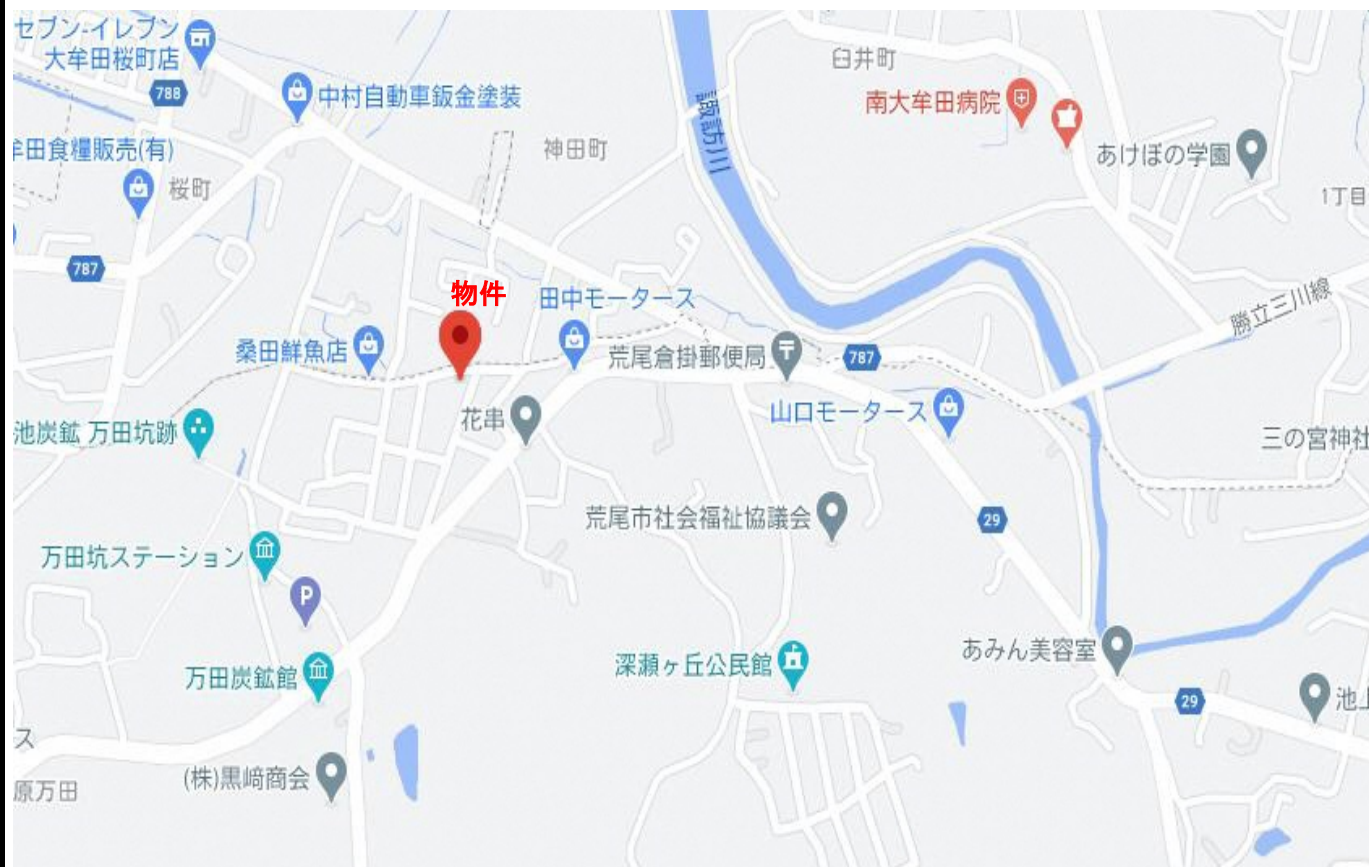 セブン-イレブン
大牟田桜町店
788
中村自動車鈑金塗装
臼井町
南大牟田病院
諏訪川
神田町
牟田食糧販売(有)
桜町
あけぼの学園
1丁目
787
物件
田中モータース
桑田鮮魚店
荒尾倉掛郵便局
787
勝立三川線
花串
山口モータース
池炭鉱 万田坑跡
三の宮神社
荒尾市社会福祉協議会
29
万田坑ステーション
P
あみん美容室
深瀬ヶ丘公民館
万田炭鉱館
29
池上
ス
(株)黒﨑商会
原万田